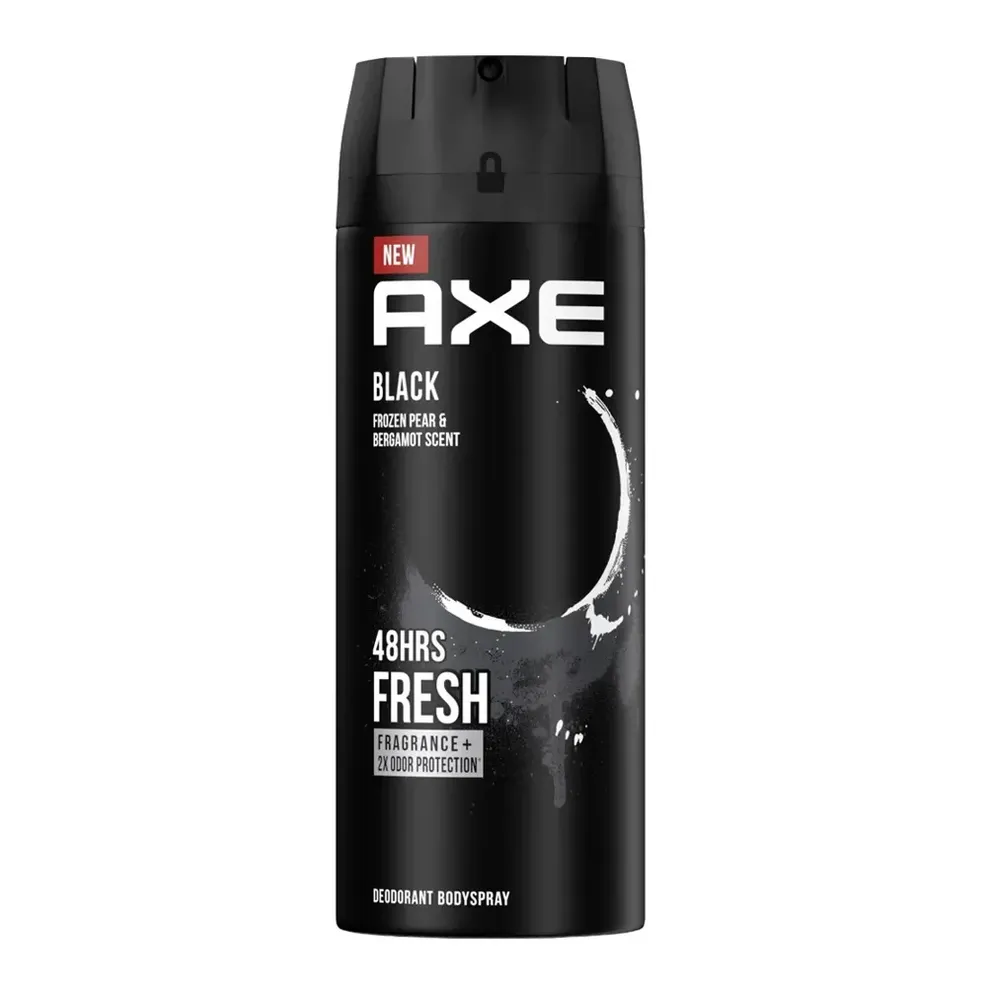 NEW
AXE
BLACK
FROZEN PEAR &
BERGAMOT SCENT
48HRS
FRESH
FRAGRANCE +
2X ODOR PROTECTION*
DEODORANT BODYSPRAY